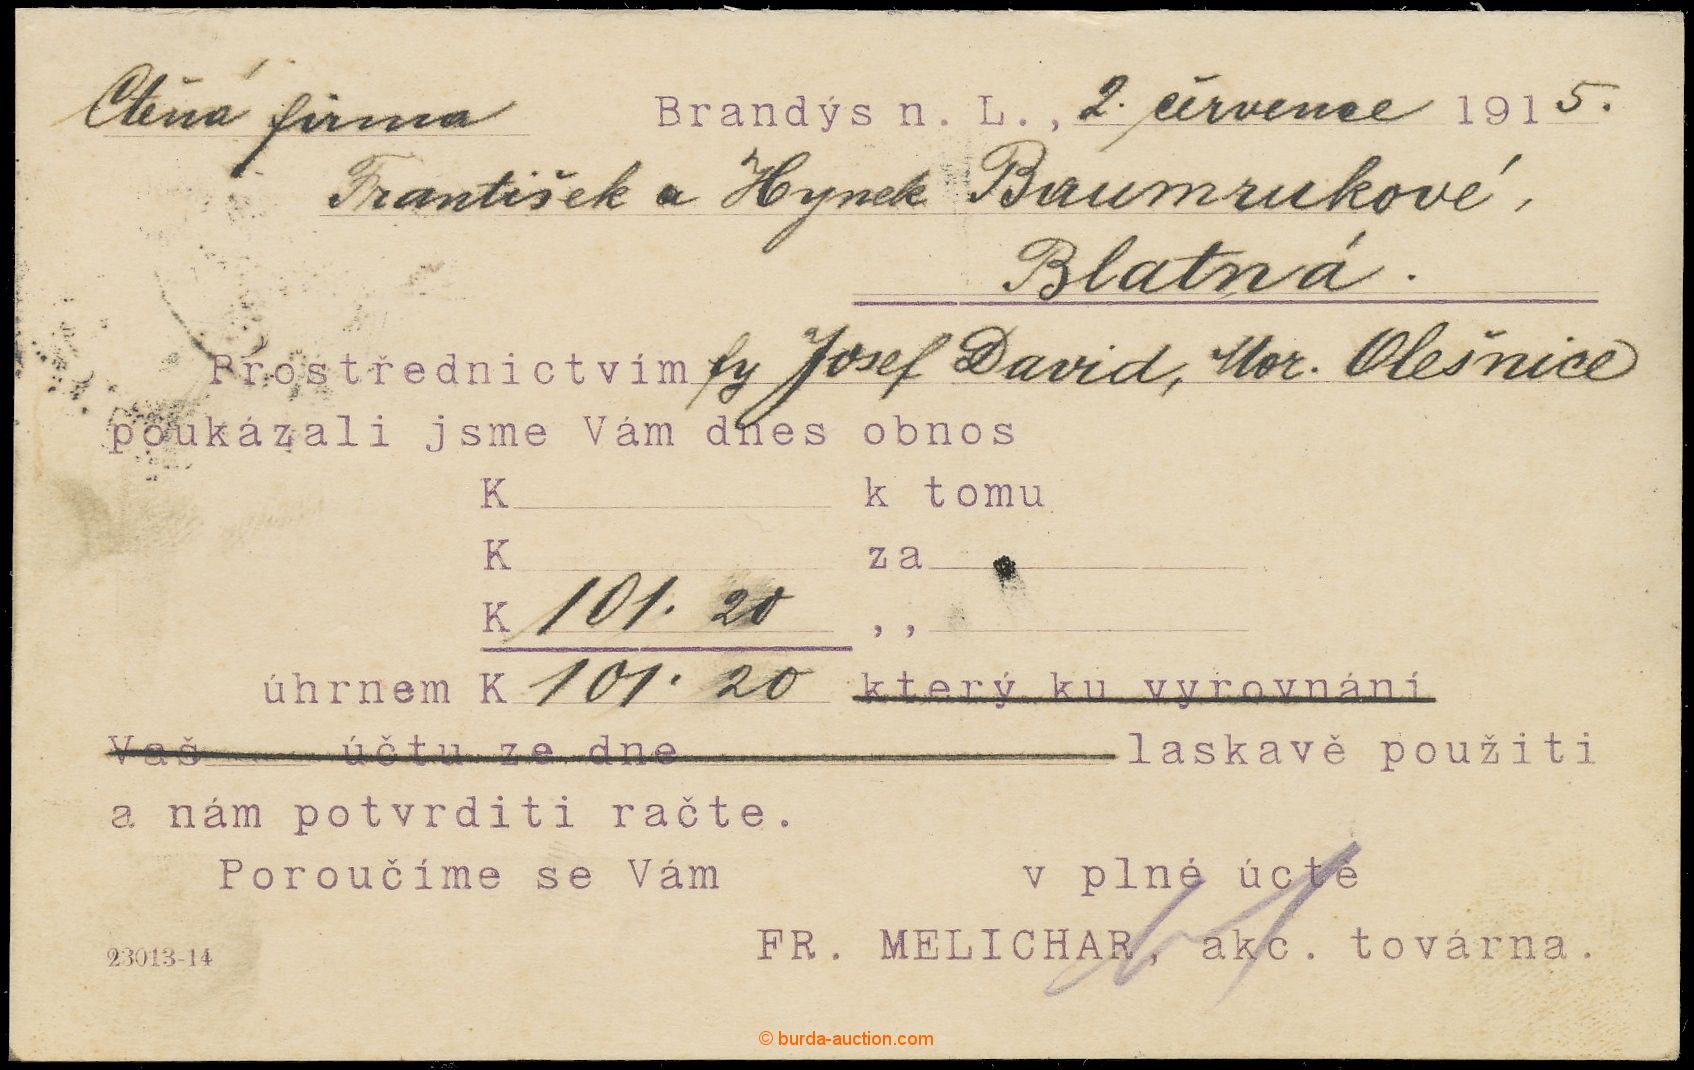 Ctěná firma Brandýs n. L., 2. července 1915.
František a Hynek Baumrukové,
Blatná.
Prostřednictvím fy Josef David, Mor. Olešnice
poukázali jsme Vám dnes obnos
K k tomu
K za
K 101.20 ,,
úhrnem K 101.20 který ku vyrovnání
Vaš účtu ze dne laskavě použiti
a nám potvrditi račte.
Poroučíme se Vám v plné úctě
23013-14 FR. MELICHAR, akc. továrna.
© burda-auction.com